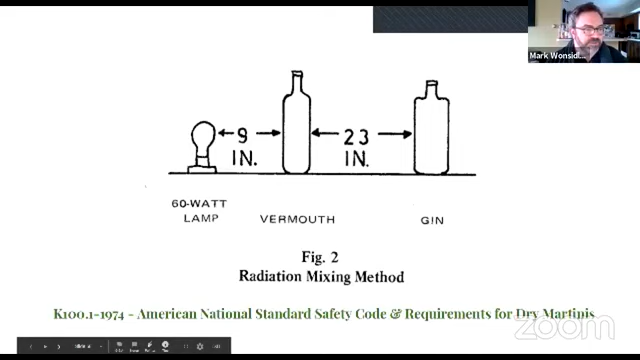 Mark Wonsidl...
9
IN.
23
IN.
60-WATT
LAMP
VERMOUTH
GIN
Fig. 2
Radiation Mixing Method
K100.1-1974 - American National Standard Safety Code & Requirements for Dry Martinis
zoom